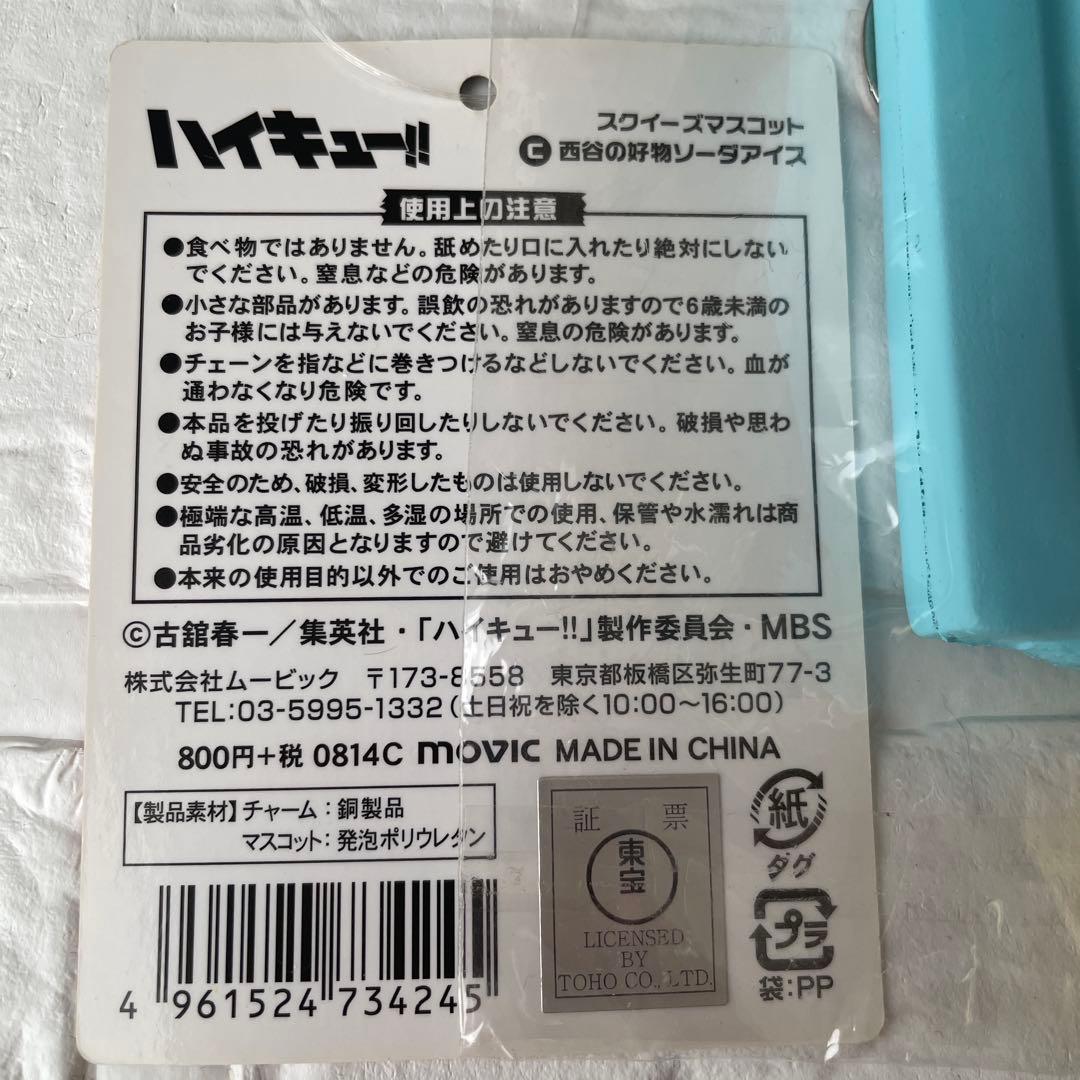 ハイキュー!!
スクイーズマスコット
C 西谷の好物ソーダアイス
使用上の注意
●食べ物ではありません。舐めたり口に入れたり絶対にしない
でください。窒息などの危険があります。
●小さな部品があります。誤飲の恐れがありますので6歳未満の
お子様には与えないでください。窒息の危険があります。
●チェーンを指などに巻きつけるなどしないでください。血が
通わなくなり危険です。
●本品を投げたり振り回したりしないでください。破損や思わ
ぬ事故の恐れがあります。
●安全のため、破損、変形したものは使用しないでください。
●極端な高温、低温、多湿の場所での使用、保管や水濡れは商
品劣化の原因となりますので避けてください。
●本来の使用目的以外でのご使用はおやめください。
©古舘春一/集英社・「ハイキュー!!」製作委員会・MBS
株式会社ムービック 〒173-8558 東京都板橋区弥生町77-3
TEL:03-5995-1332(土日祝を除く10:00~16:00)
800円+税 0814C movic MADE IN CHINA
【製品素材】チャーム:銅製品
マスコット:発泡ポリウレタン
4 961524 734245
証 票
東宝
LICENSED
BY
TOHO CO., LTD.
紙
タグ
プラ
袋:PP